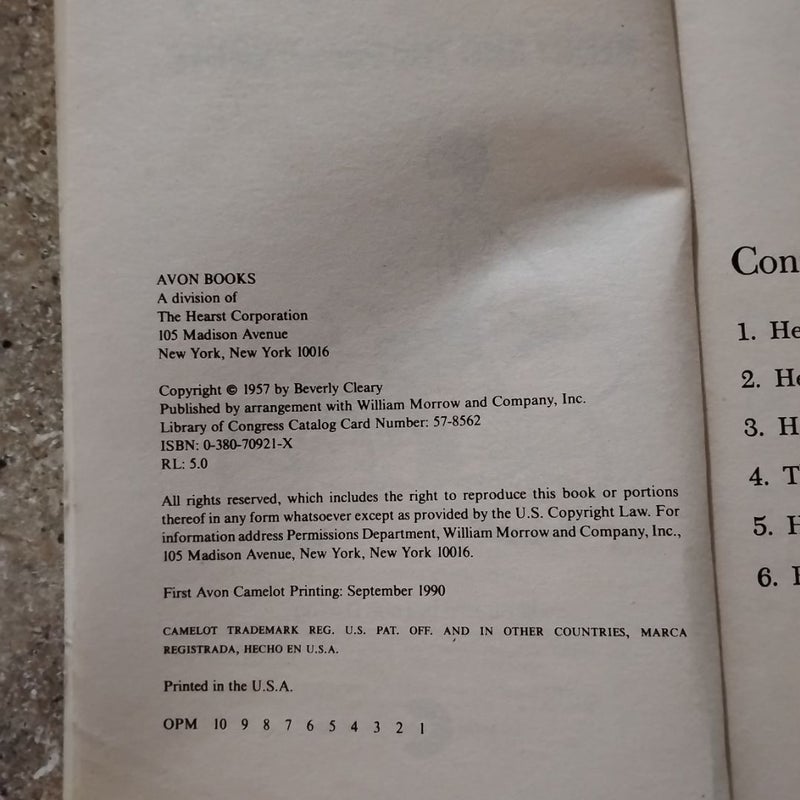 AVON BOOKS
A division of
The Hearst Corporation
105 Madison Avenue
New York, New York 10016
Copyright © 1957 by Beverly Cleary
Published by arrangement with William Morrow and Company, Inc.
Library of Congress Catalog Card Number: 57-8562
ISBN: 0-380-70921-X
RL: 5.0
All rights reserved, which includes the right to reproduce this book or portions
thereof in any form whatsoever except as provided by the U.S. Copyright Law. For
information address Permissions Department, William Morrow and Company, Inc.,
105 Madison Avenue, New York, New York 10016.
First Avon Camelot Printing: September 1990
CAMELOT TRADEMARK REG. U.S. PAT. OFF. AND IN OTHER COUNTRIES, MARCA
REGISTRADA, HECHO EN U.S.A.
Printed in the U.S.A.
OPM 10 9 8 7 6 5 4 3 2 1
Con
1. He
2. He
3. H
4. T
5. H
6.